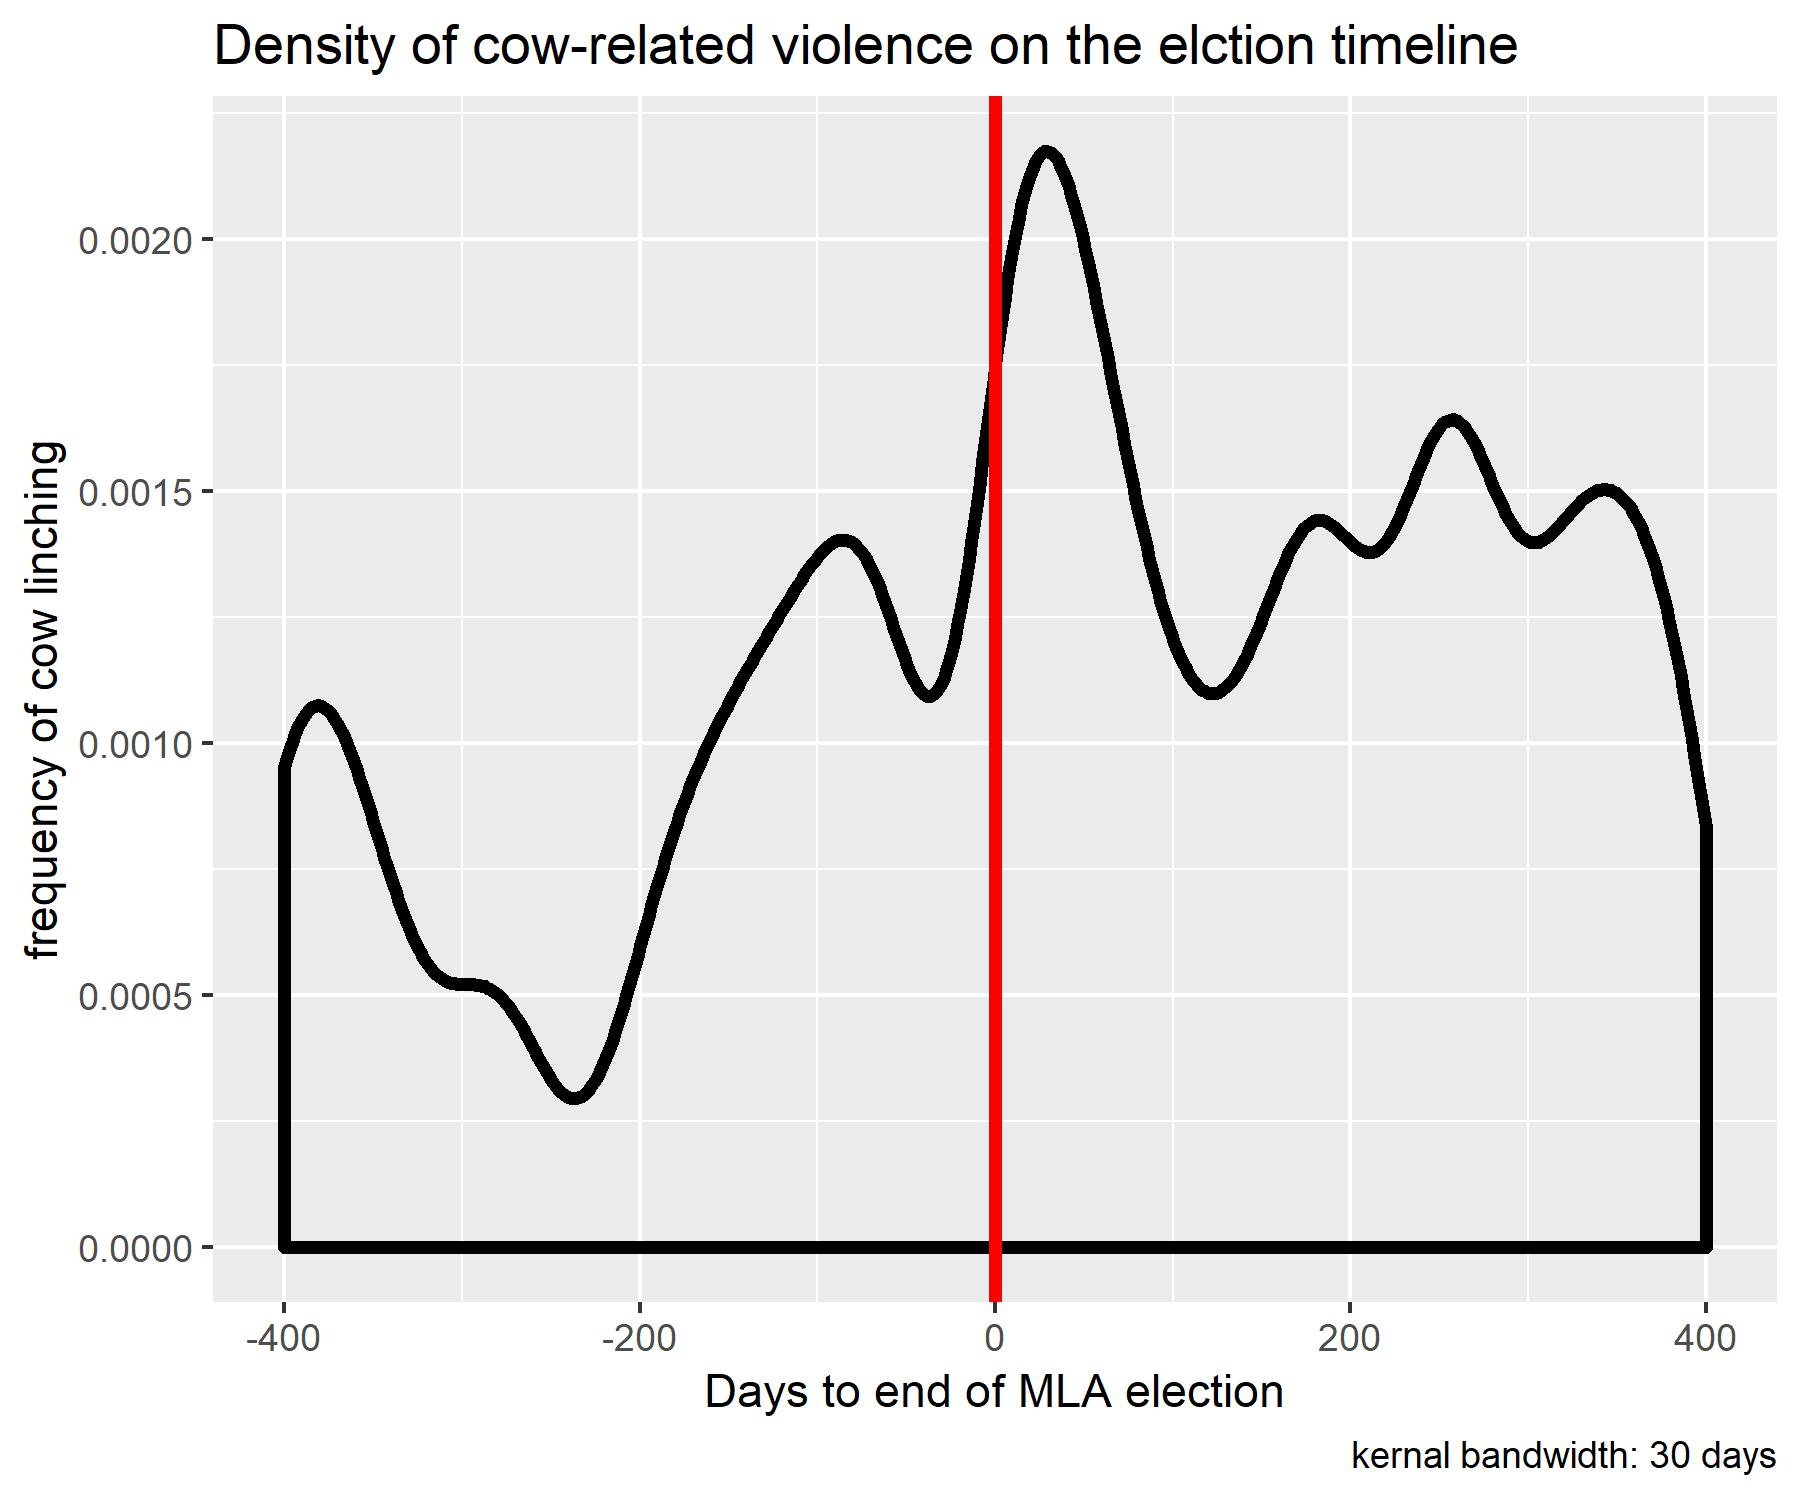 Density of cow-related violence on the elction timeline
frequency of cow linching
0.0020
0.0015
0.0010
0.0005
0.0000
-400
-200
0
200
400
Days to end of MLA election
kernal bandwidth: 30 days